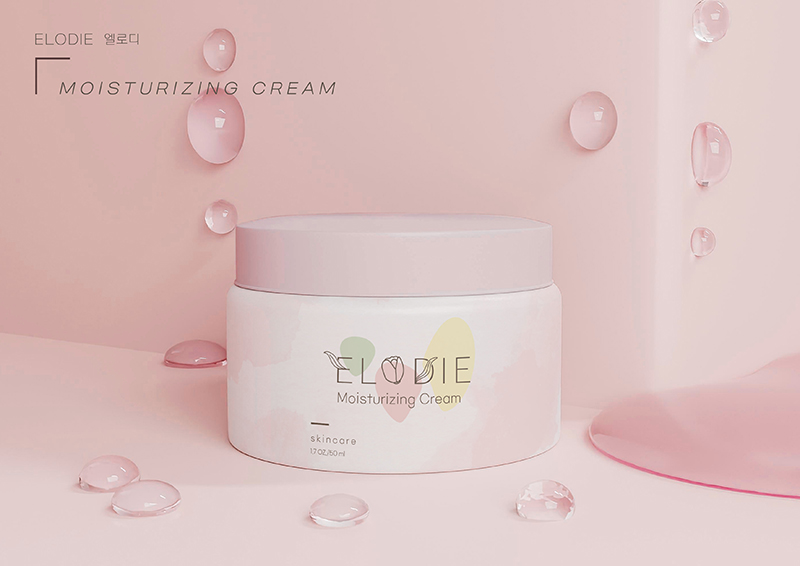 ELODIE 엘로디
MOISTURIZING CREAM
ELODIE
Moisturizing Cream
skincare
1.7 OZ./50 ml